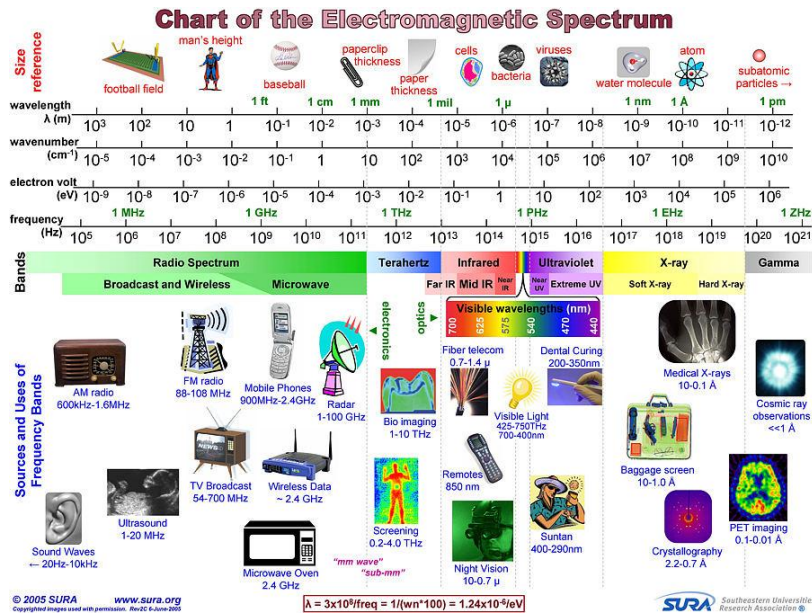 Chart of the Electromagnetic Spectrum
Size reference
football field
man's height
baseball
paperclip thickness
paper thickness
cells
bacteria
viruses
water molecule
atom
subatomic particles →
wavelength λ (m)
1 ft 1 cm 1 mm 1 mil 1 µ 1 nm 1 Å 1 pm
10³ 10² 10 1 10⁻¹ 10⁻² 10⁻³ 10⁻⁴ 10⁻⁵ 10⁻⁶ 10⁻⁷ 10⁻⁸ 10⁻⁹ 10⁻¹⁰ 10⁻¹¹ 10⁻¹²
wavenumber (cm⁻¹)
10⁻⁵ 10⁻⁴ 10⁻³ 10⁻² 10⁻¹ 1 10 10² 10³ 10⁴ 10⁵ 10⁶ 10⁷ 10⁸ 10⁹ 10¹⁰
electron volt (eV)
10⁻⁹ 10⁻⁸ 10⁻⁷ 10⁻⁶ 10⁻⁵ 10⁻⁴ 10⁻³ 10⁻² 10⁻¹ 1 10 10² 10³ 10⁴ 10⁵ 10⁶
frequency (Hz)
1 MHz 1 GHz 1 THz 1 PHz 1 EHz 1 ZHz
10⁵ 10⁶ 10⁷ 10⁸ 10⁹ 10¹⁰ 10¹¹ 10¹² 10¹³ 10¹⁴ 10¹⁵ 10¹⁶ 10¹⁷ 10¹⁸ 10¹⁹ 10²⁰ 10²¹
Bands
Radio Spectrum Terahertz Infrared Ultraviolet X-ray Gamma
Broadcast and Wireless Microwave Far IR Mid IR Near IR Near UV Extreme UV Soft X-ray Hard X-ray
Visible wavelengths (nm)
700 625 575 540 470 440
electronics
optics
Sources and Uses of Frequency Bands
AM radio
600kHz-1.6MHz
FM radio
88-108 MHz
Mobile Phones
900MHz-2.4GHz
Radar
1-100 GHz
Bio imaging
1-10 THz
Fiber telecom
0.7-1.4 µ
Visible Light
425-750THz
700-400nm
Dental Curing
200-350nm
Medical X-rays
10-0.1 Å
Cosmic ray observations
<<1 Å
Sound Waves
← 20Hz-10kHz
Ultrasound
1-20 MHz
NEWS
TV Broadcast
54-700 MHz
Wireless Data
~ 2.4 GHz
Microwave Oven
2.4 GHz
Screening
0.2-4.0 THz
"mm wave"
"sub-mm"
Remotes
850 nm
Night Vision
10-0.7 µ
Suntan
400-290nm
Baggage screen
10-1.0 Å
Crystallography
2.2-0.7 Å
PET imaging
0.1-0.01 Å
© 2005 SURA www.sura.org
Copyrighted images used with permission. Rev2C 6-June-2005
λ = 3x10⁸/freq = 1/(wn*100) = 1.24x10⁻⁶/eV
SURA Southeastern Universities
Research Association ®